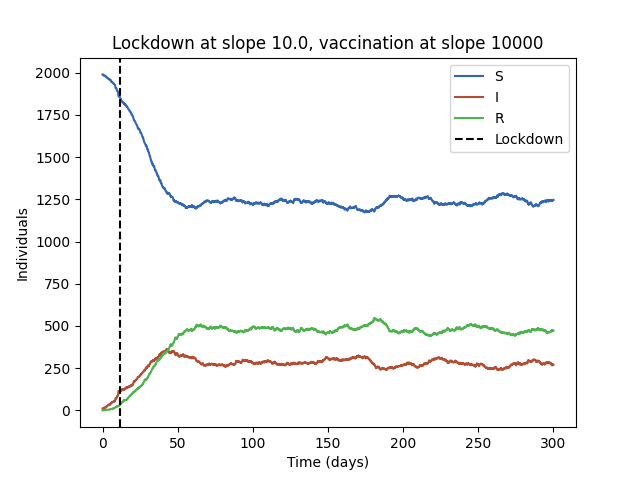 Lockdown at slope 10.0, vaccination at slope 10000
S
I
R
Lockdown
2000
1750
1500
1250
1000
750
500
250
0
Individuals
0 50 100 150 200 250 300
Time (days)